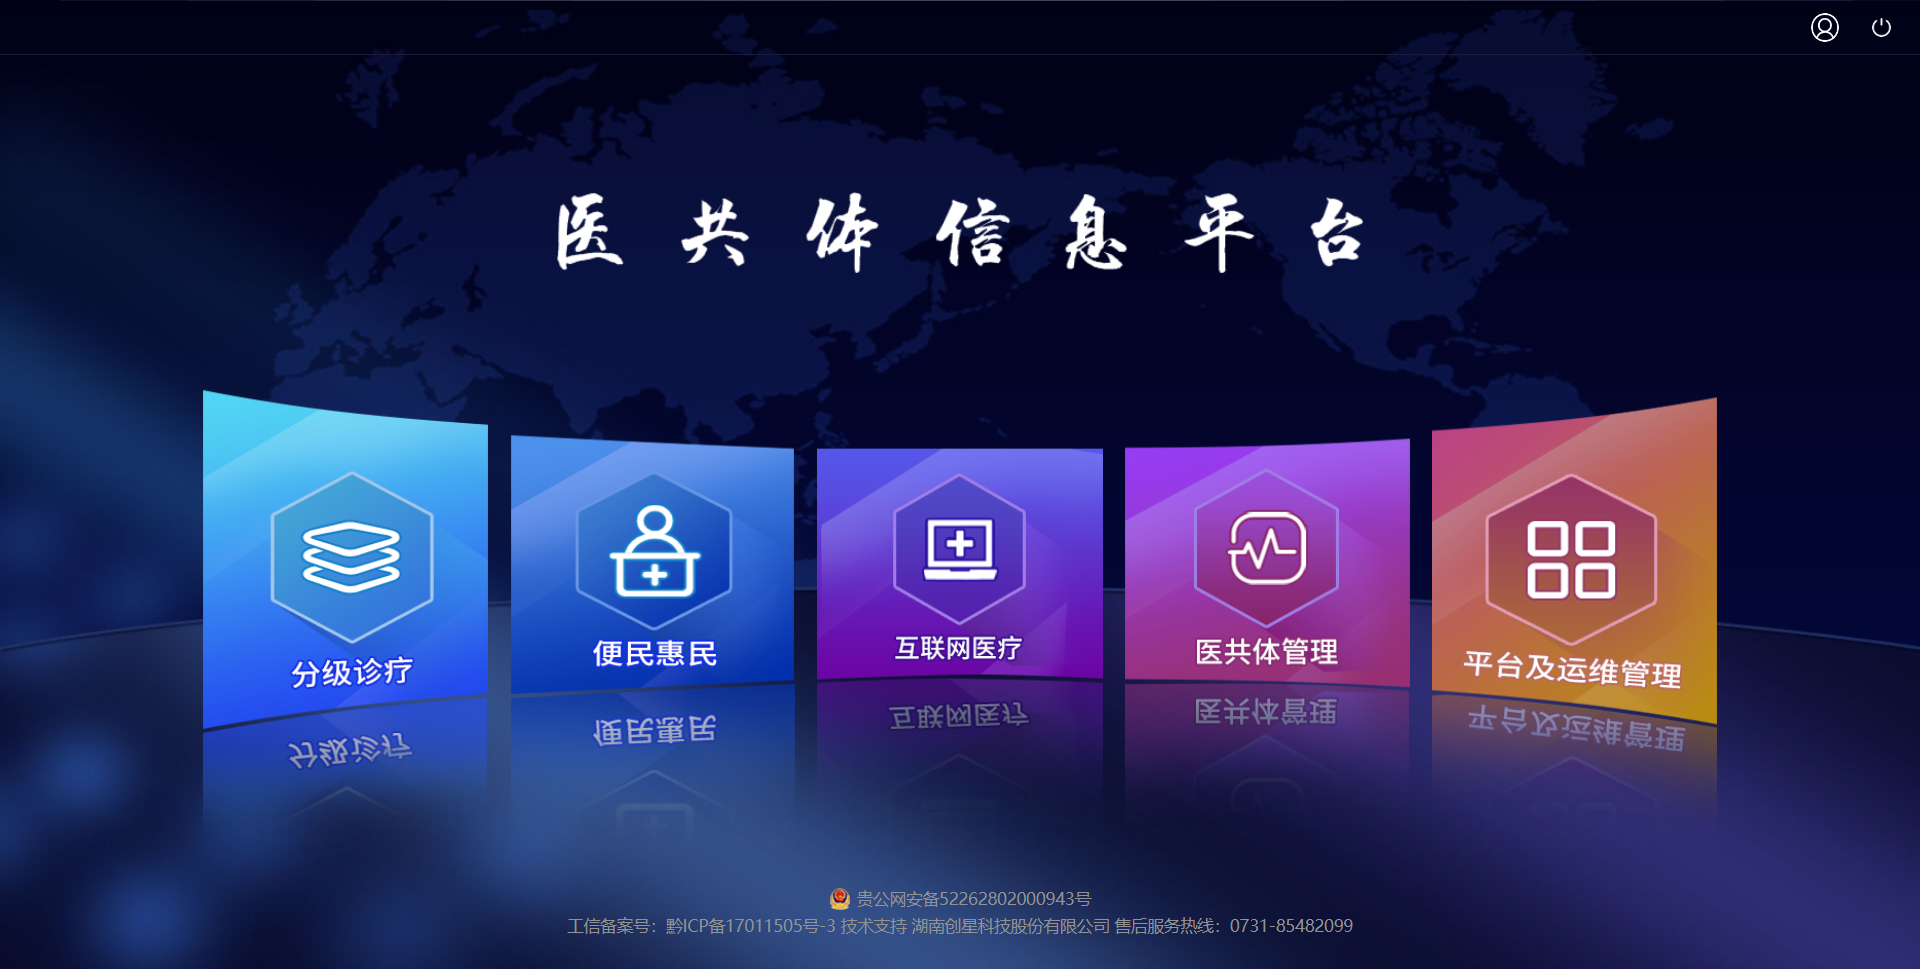 医共体信息平台
分级诊疗
便民惠民
互联网医疗
医共体管理
平台及运维管理
贵公网安备52262802000943号
工信备案号：黔ICP备17011505号-3 技术支持 湖南创星科技股份有限公司 售后服务热线：0731-85482099